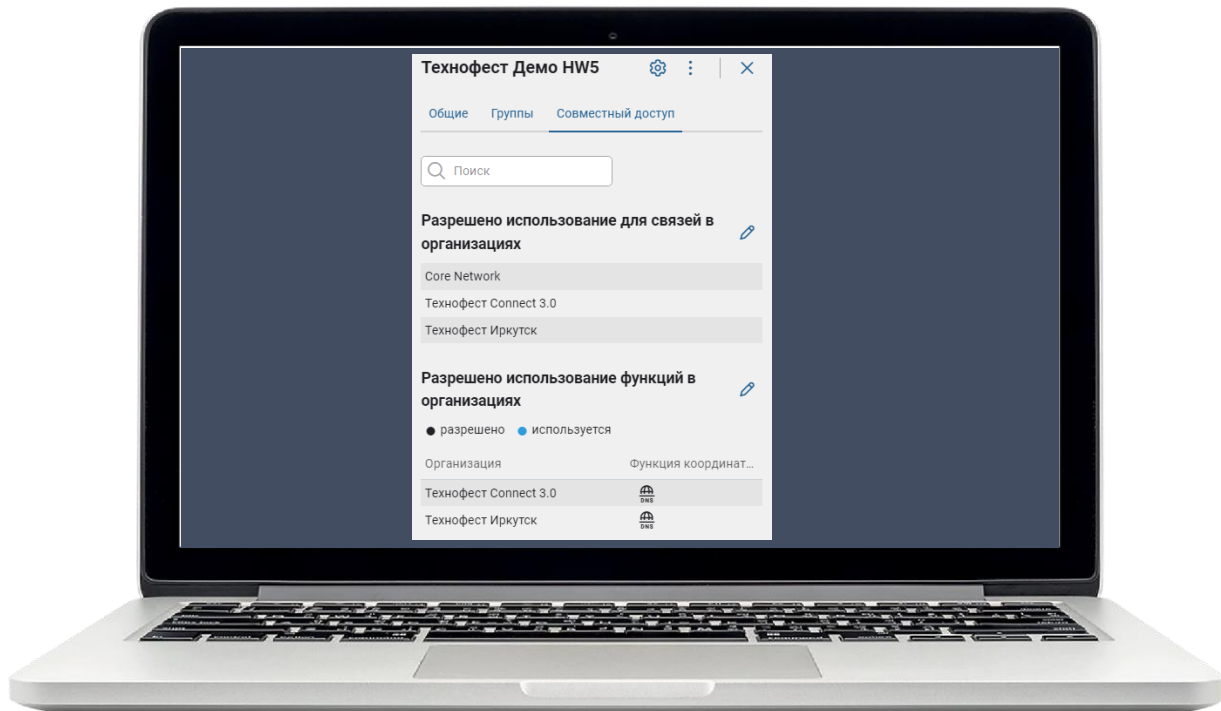 Технофест Демо HW5
Общие Группы Совместный доступ
Поиск
Разрешено использование для связей в
организациях
Core Network
Технофест Connect 3.0
Технофест Иркутск
Разрешено использование функций в
организациях
разрешено используется
Организация Функция координат...
Технофест Connect 3.0 DNS
Технофест Иркутск DNS